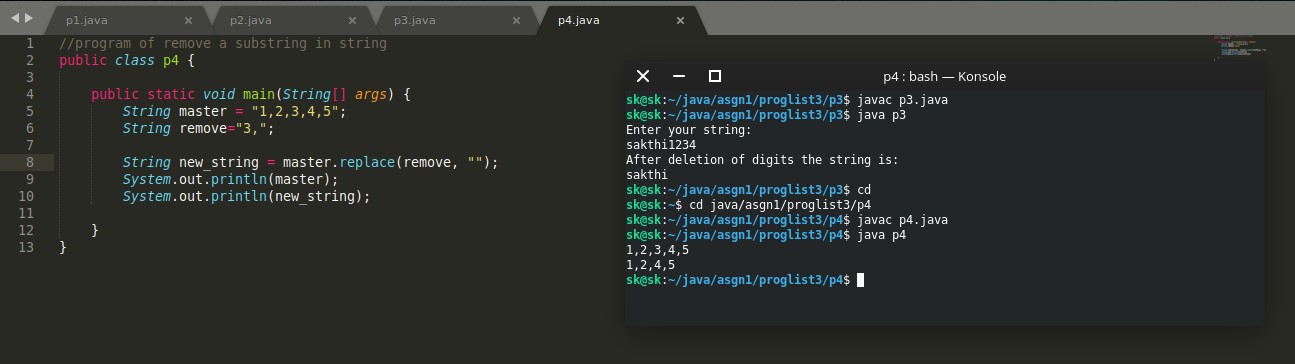 p1.java × p2.java × p3.java × p4.java ×
1 //program of remove a substring in string
2 public class p4 {
3
4 public static void main(String[] args) {
5 String master = "1,2,3,4,5";
6 String remove="3,";
7
8 String new_string = master.replace(remove, "");
9 System.out.println(master);
10 System.out.println(new_string);
11
12 }
13 }
p4 : bash — Konsole
sk@sk:~/java/asgn1/proglist3/p3$ javac p3.java
sk@sk:~/java/asgn1/proglist3/p3$ java p3
Enter your string:
sakthi1234
After deletion of digits the string is:
sakthi
sk@sk:~/java/asgn1/proglist3/p3$ cd
sk@sk:~$ cd java/asgn1/proglist3/p4
sk@sk:~/java/asgn1/proglist3/p4$ javac p4.java
sk@sk:~/java/asgn1/proglist3/p4$ java p4
1,2,3,4,5
1,2,4,5
sk@sk:~/java/asgn1/proglist3/p4$